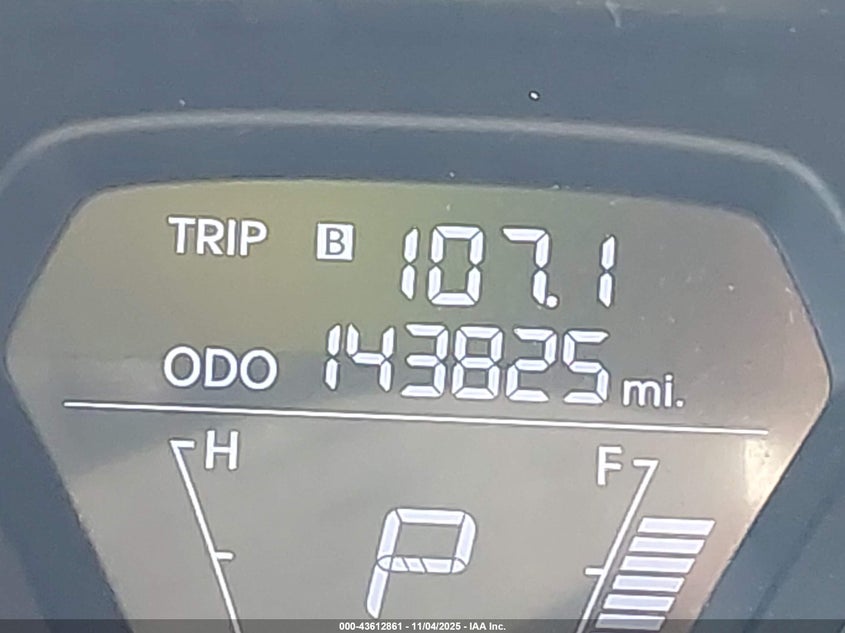 TRIP B 107.1
ODO 143825 mi.
H F
P
000-43612861 - 11/04/2025 - IAA Inc.